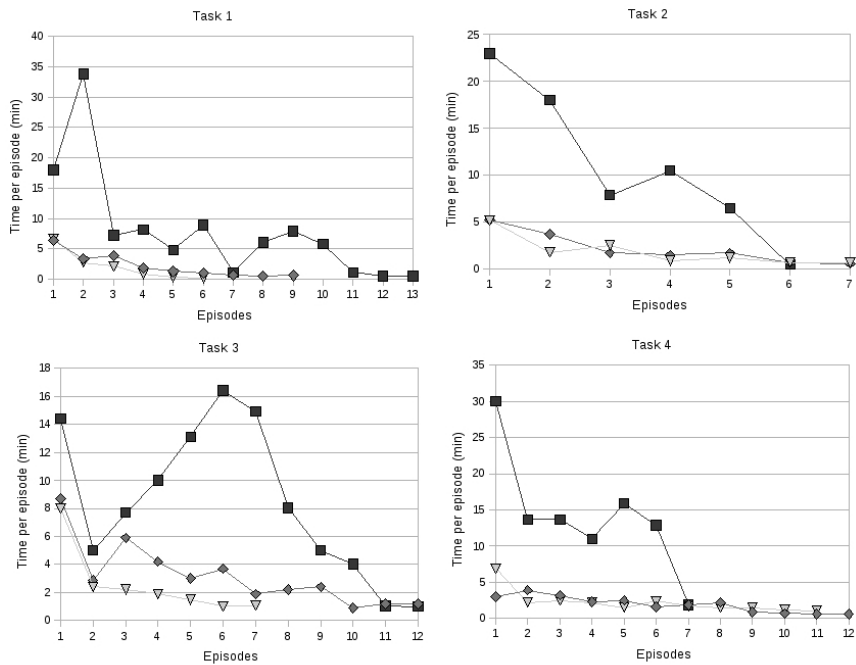 Task 1
Time per episode (min)
40
35
30
25
20
15
10
5
0
1 2 3 4 5 6 7 8 9 10 11 12 13
Episodes
Task 2
Time per episode (min)
25
20
15
10
5
0
1 2 3 4 5 6 7
Episodes
Task 3
Time per episode (min)
18
16
14
12
10
8
6
4
2
0
1 2 3 4 5 6 7 8 9 10 11 12
Episodes
Task 4
Time per episode (min)
35
30
25
20
15
10
5
0
1 2 3 4 5 6 7 8 9 10 11 12
Episodes